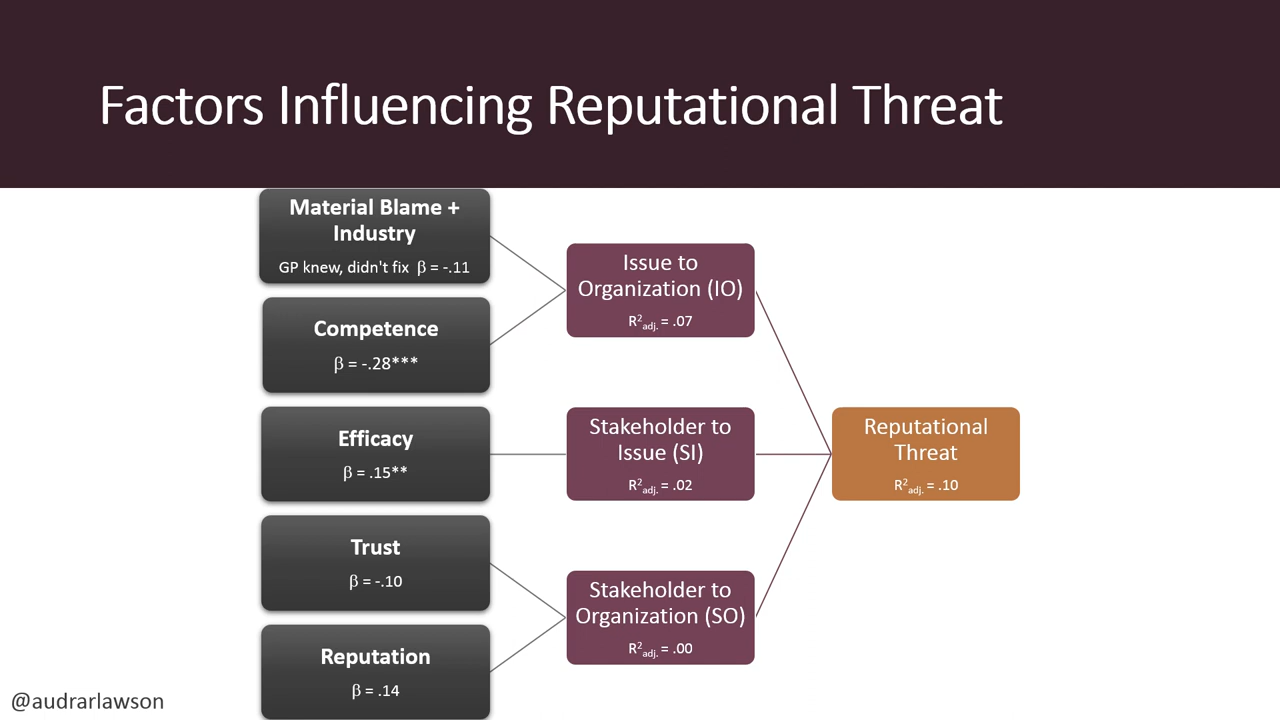 Factors Influencing Reputational Threat
Material Blame +
Industry
GP knew, didn't fix β = -.11
Competence
β = -.28***
Efficacy
β = .15**
Trust
β = -.10
Reputation
β = .14
Issue to
Organization (IO)
R²adj. = .07
Stakeholder to
Issue (SI)
R²adj. = .02
Stakeholder to
Organization (SO)
R²adj. = .00
Reputational
Threat
R²adj. = .10
@audrarlawson